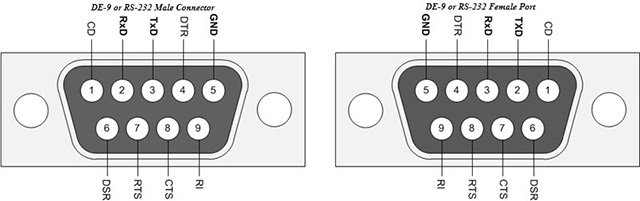 DE-9 or RS-232 Male Connector
CD RxD TxD DTR GND
1 2 3 4 5
6 7 8 9
DSR RTS CTS RI
DE-9 or RS-232 Female Port
GND DTR RxD TXD CD
5 4 3 2 1
9 8 7 6
RI RTS CTS DSR